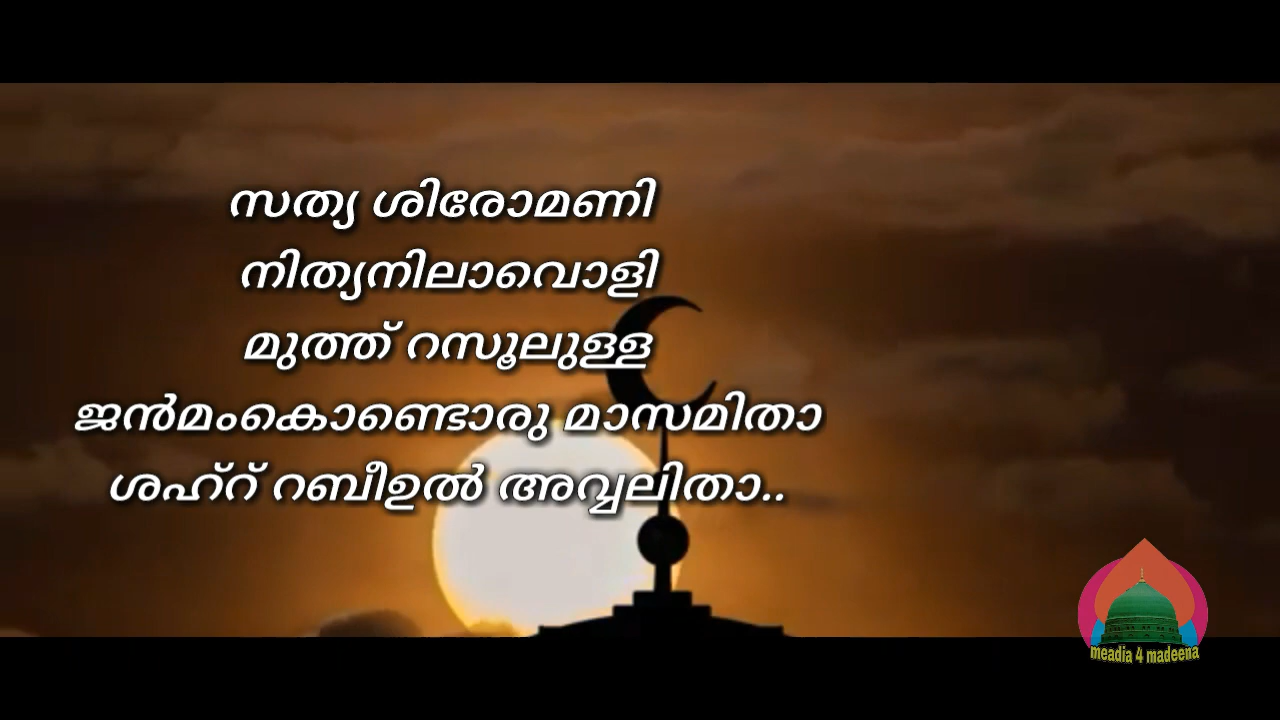 സത്യ ശിരോമണി
നിത്യനിലാവൊളി
മുത്ത് റസൂലുള്ള
ജൻമംകൊണ്ടൊരു മാസമിതാ
ശഹ്റ് റബീഉൽ അവ്വലിതാ..
meadia 4 madeena